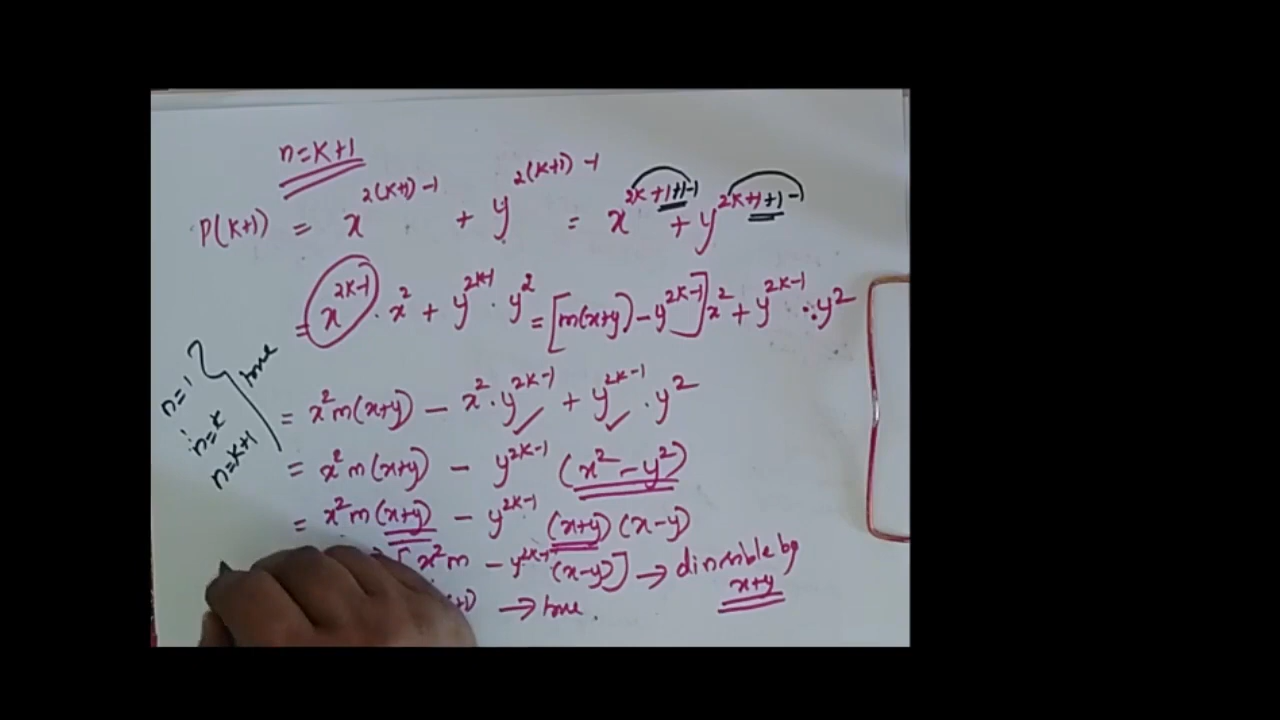 n=K+1
P(K+1) = x^{2(K+1)-1} + y^{2(K+1)-1} = x^{2K+1+1-1} + y^{2K+1+1-1}
= x^{2K-1} · x^2 + y^{2K-1} · y^2 = [m(x+y) - y^{2K-1}] x^2 + y^{2K-1} · y^2
= x^2 m(x+y) - x^2 · y^{2K-1} + y^{2K-1} · y^2
= x^2 m(x+y) - y^{2K-1} (x^2 - y^2)
= x^2 m(x+y) - y^{2K-1} (x+y) (x-y)
[x^2 m - y^{2K-1} (x-y)] → divisible by
x+y
→ true.
n=1
n=K
n=K+1
true